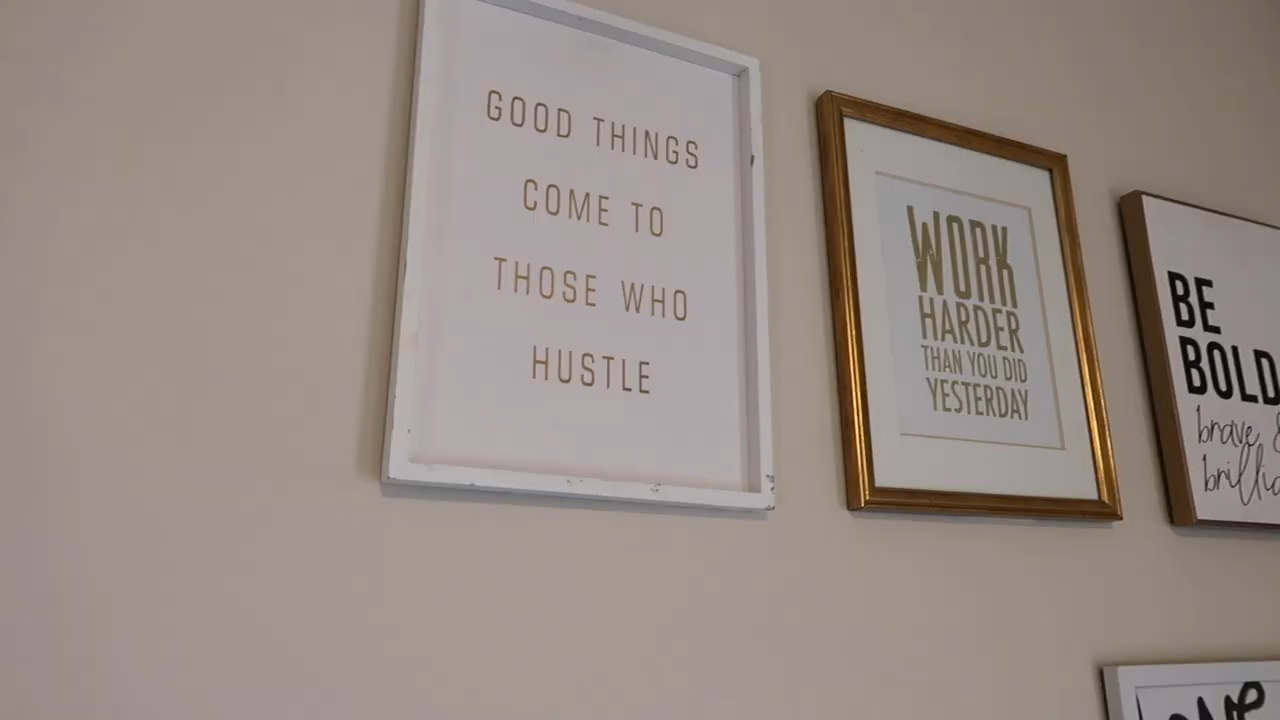 GOOD THINGS
COME TO
THOSE WHO
HUSTLE
WORK
HARDER
THAN YOU DID
YESTERDAY
BE
BOLD
brave